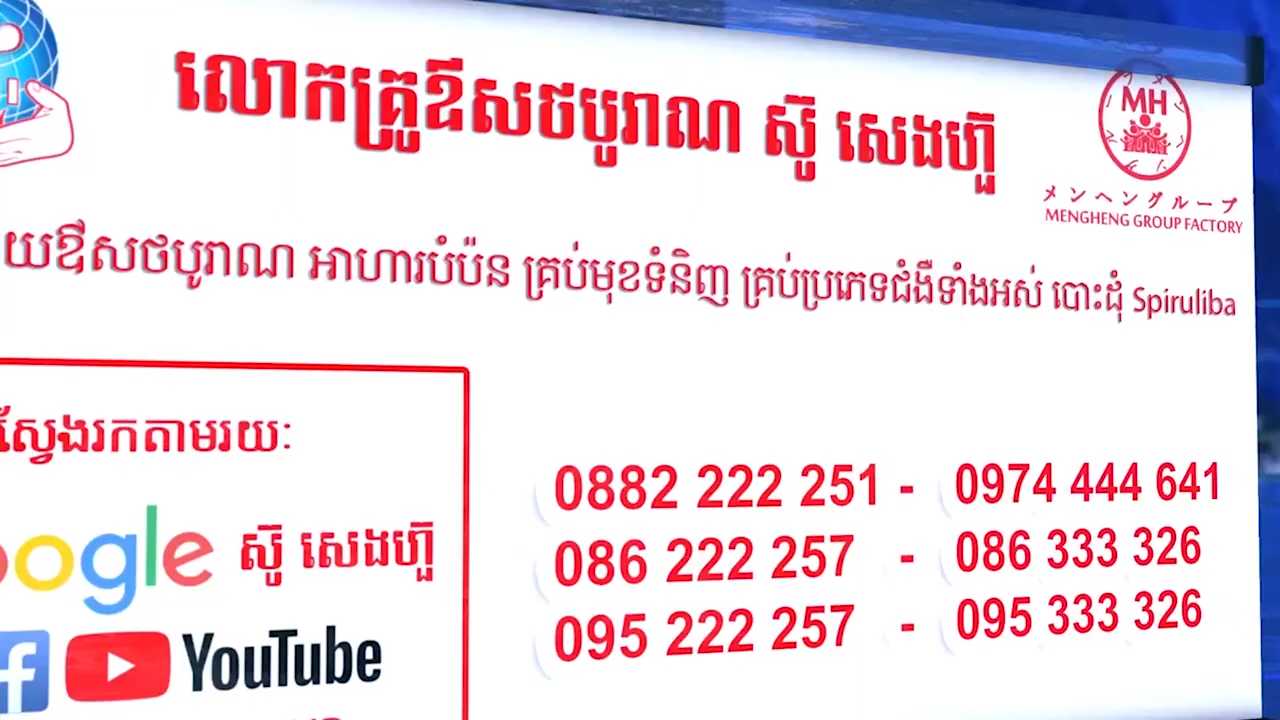 លោកគ្រូឱីសថបូរាណ ស៊ូ សេងហ៊ួ
MH
メンヘングループ
MENGHENG GROUP FACTORY
យឱីសថបូរាណ អាហារបំប៉ន គ្រប់មុខទំនិញ គ្រប់ប្រភេទជំងឺទាំងអស់ បោះដុំ Spiruliba
ស្វែងរកតាមរយៈ
oogle ស៊ូ សេងហ៊ួ
f YouTube
0882 222 251 - 0974 444 641
086 222 257 - 086 333 326
095 222 257 - 095 333 326